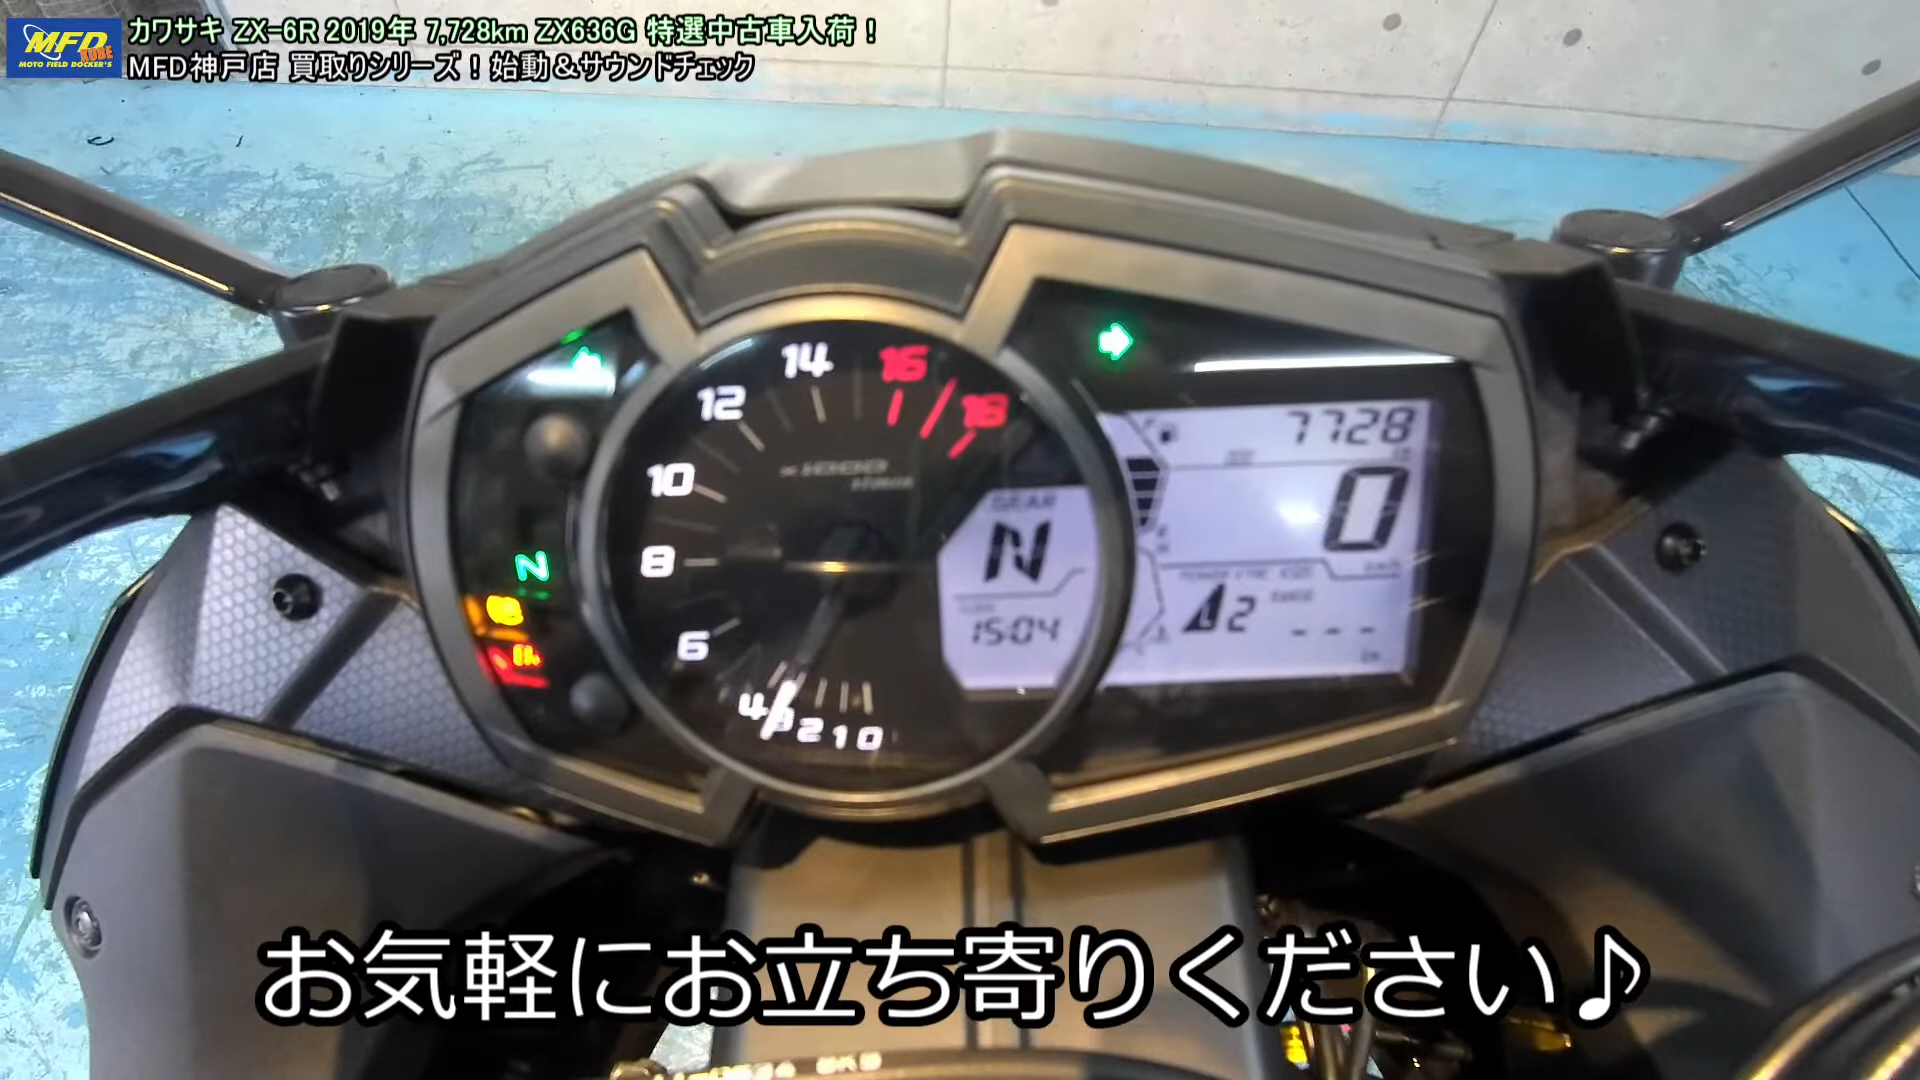 カワサキ ZX-6R 2019年 7,728km ZX636G 特選中古車入荷！
MFD神戸店 買取りシリーズ！始動＆サウンドチェック
MFD
TUBE
MOTO FIELD DOCKER'S
14
16
12
18
10
x1000
8
6
4
3
2
1
0
N
GEAR
N
15:04
7728
0
2
RANGE
---
お気軽にお立ち寄りください♪